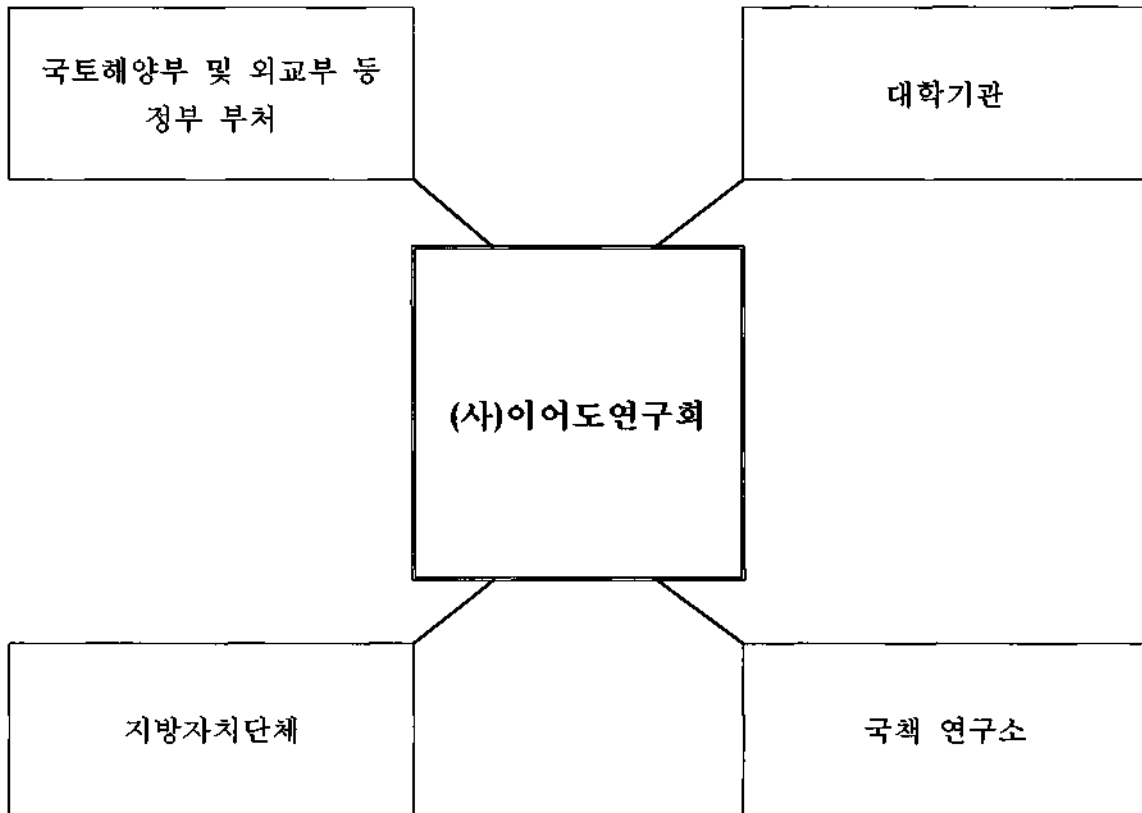 국토해양부 및 외교부 등
정부 부처
대학기관
(사)이어도연구회
지방자치단체
국책 연구소